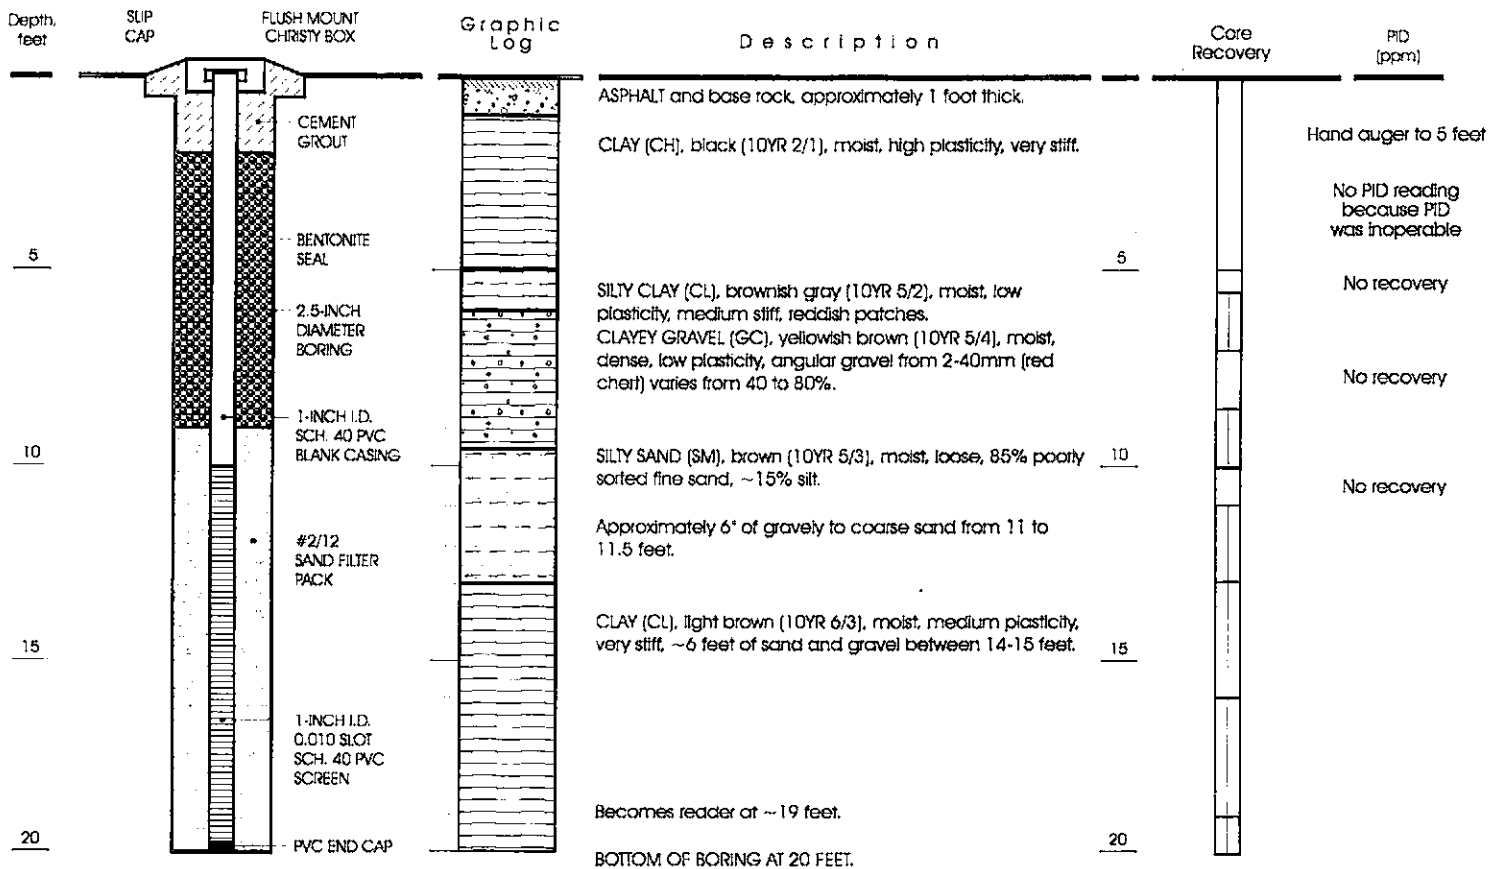 Depth, feet
SLIP CAP
FLUSH MOUNT CHRISTY BOX
Graphic Log
Description
Core Recovery
PID (ppm)
ASPHALT and base rock, approximately 1 foot thick.
CEMENT GROUT
CLAY (CH), black (10YR 2/1), moist, high plasticity, very stiff.
Hand auger to 5 feet
No PID reading
because PID
was inoperable
BENTONITE
SEAL
5
5
No recovery
SILTY CLAY (CL), brownish gray (10YR 5/2), moist, low
plasticity, medium stiff, reddish patches.
2.5-INCH
DIAMETER
BORING
CLAYEY GRAVEL (GC), yellowish brown (10YR 5/4), moist,
dense, low plasticity, angular gravel from 2-40mm (red
chert) varies from 40 to 80%.
No recovery
1-INCH I.D.
SCH. 40 PVC
BLANK CASING
10
SILTY SAND (SM), brown (10YR 5/3), moist, loose, 85% poorly
sorted fine sand, ~15% silt.
10
No recovery
Approximately 6" of gravely to coarse sand from 11 to
11.5 feet.
#2/12
SAND FILTER
PACK
CLAY (CL), light brown (10YR 6/3), moist, medium plasticity,
very stiff, ~6 feet of sand and gravel between 14-15 feet.
15
15
1-INCH I.D.
0.010 SLOT
SCH. 40 PVC
SCREEN
Becomes readder at ~19 feet.
20
PVC END CAP
20
BOTTOM OF BORING AT 20 FEET.